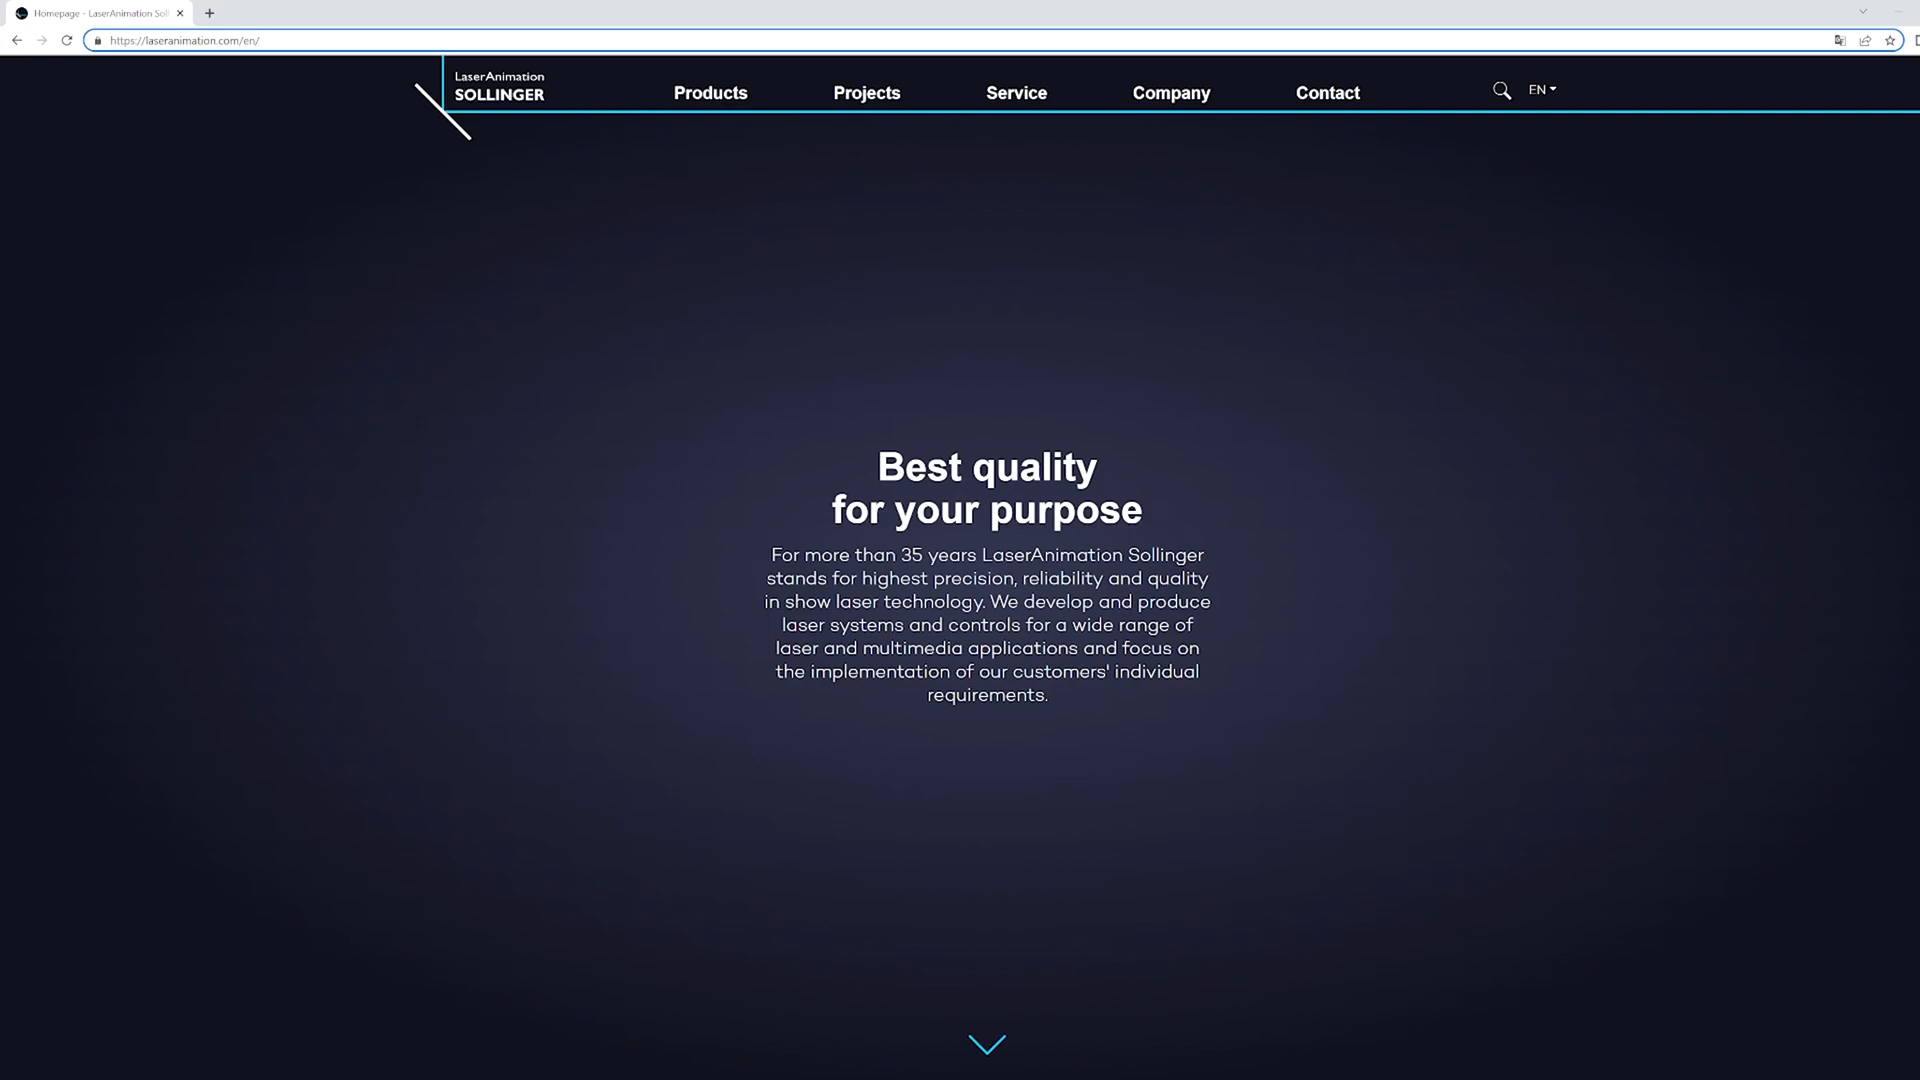 Homepage - LaserAnimation Sol
https://laseranimation.com/en/
LaserAnimation
SOLLINGER
Products
Projects
Service
Company
Contact
EN
Best quality
for your purpose
For more than 35 years LaserAnimation Sollinger
stands for highest precision, reliability and quality
in show laser technology. We develop and produce
laser systems and controls for a wide range of
laser and multimedia applications and focus on
the implementation of our customers' individual
requirements.